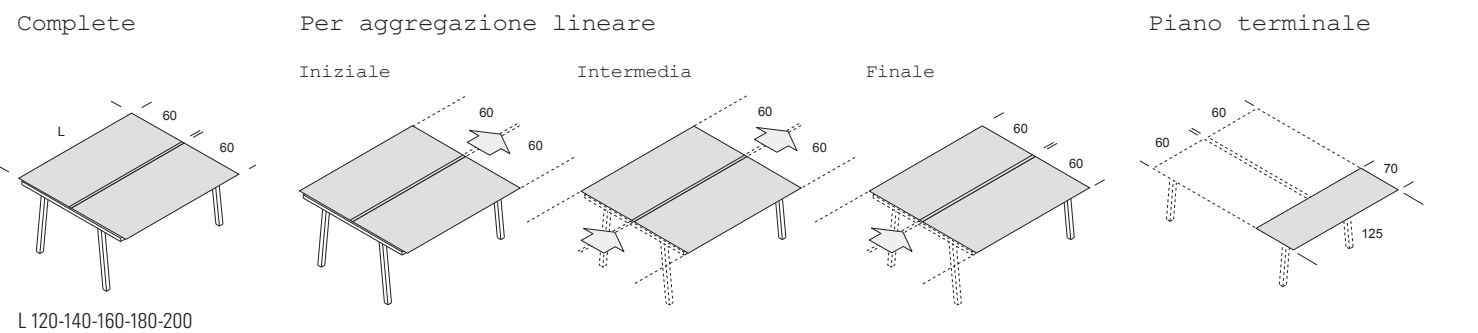 Complete
Per aggregazione lineare
Piano terminale
Iniziale
Intermedia
Finale
L
60
60
60
60
60
60
60
60
60
60
70
125
L 120-140-160-180-200